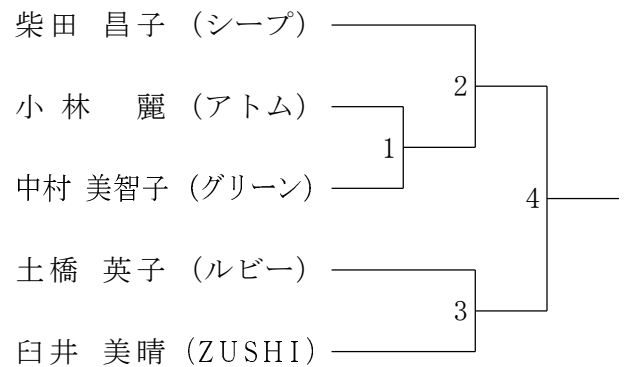 柴田 昌子 (シープ)
2
小林 麗 (アトム)
1
中村 美智子 (グリーン)
4
土橋 英子 (ルビー)
3
臼井 美晴 (ZUSHI)